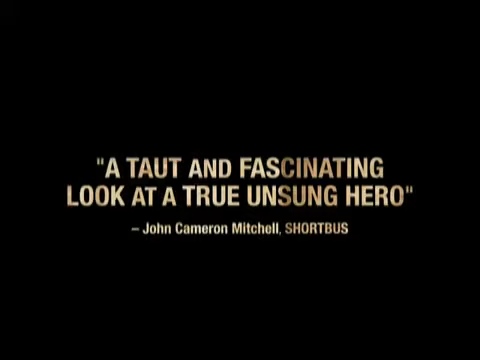 "A TAUT AND FASCINATING
LOOK AT A TRUE UNSUNG HERO"
– John Cameron Mitchell, SHORTBUS